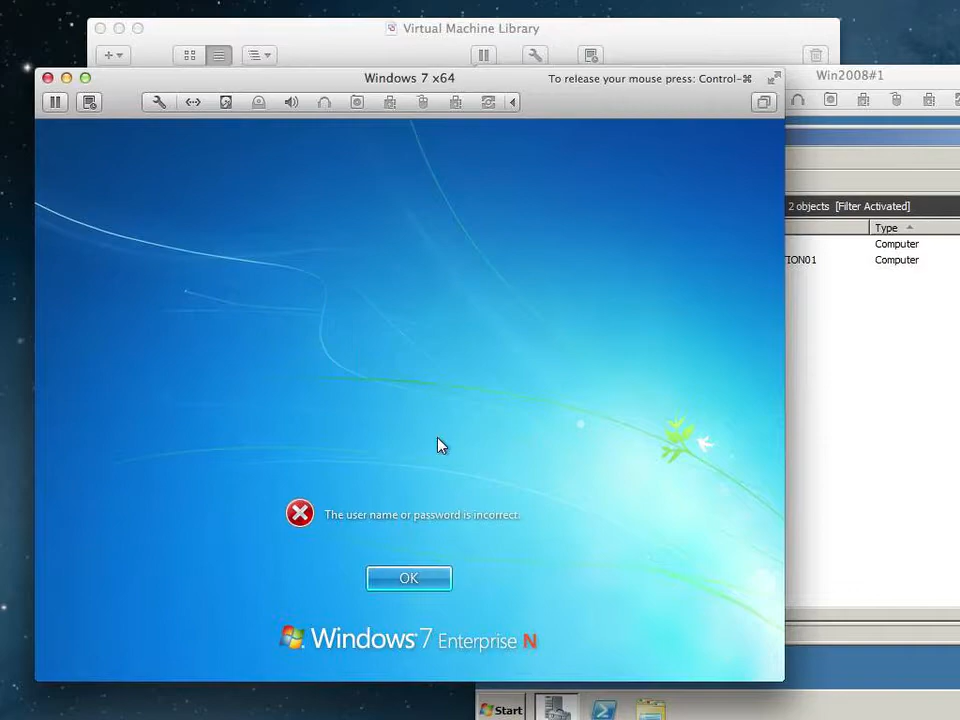 Virtual Machine Library
Windows 7 x64
To release your mouse press: Control-⌘
Win2008#1
2 objects [Filter Activated]
Type
Computer
TION01
Computer
The user name or password is incorrect.
OK
Windows 7 Enterprise N
Start